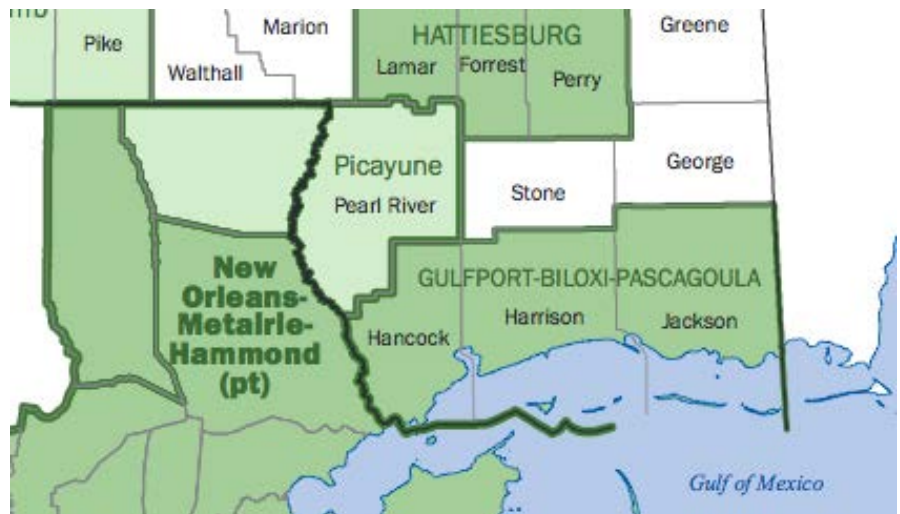 Pike
Marion
Walthall
HATTIESBURG
Lamar
Forrest
Perry
Greene
Picayune
Pearl River
Stone
George
New
Orleans-
Metairie-
Hammond
(pt)
GULFPORT-BILOXI-PASCAGOULA
Hancock
Harrison
Jackson
Gulf of Mexico